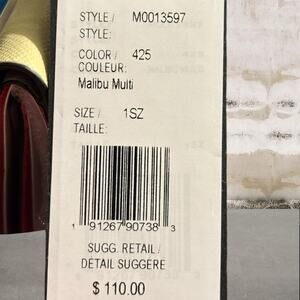 STYLE / M0013597
STYLE:
COLOR / 425
COULEUR:
Malibu Multi
SIZE / 1SZ
TAILLE:
1 91267 90738 3
SUGG. RETAIL /
DÉTAIL SUGGÉRÉ
$ 110.00